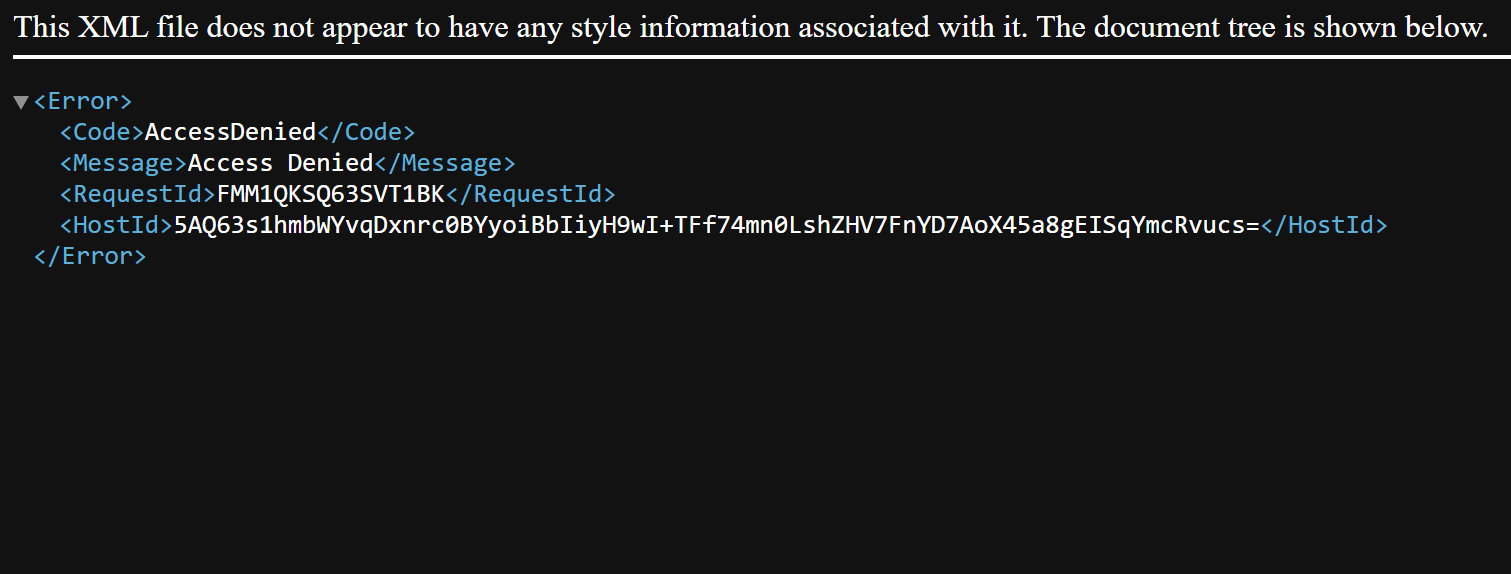 This XML file does not appear to have any style information associated with it. The document tree is shown below.
<Error>
<Code>AccessDenied</Code>
<Message>Access Denied</Message>
<RequestId>FMM1QKSQ63SVT1BK</RequestId>
<HostId>5AQ63s1hmbWYvqDxnrc0BYyoiBbIiyH9wI+TFf74mn0LshZHV7FnYD7AoX45a8gEISqYmcRvucs=</HostId>
</Error>